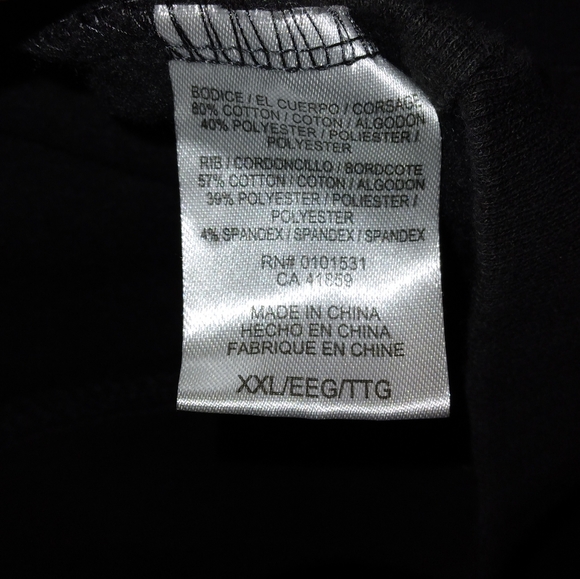 BODICE / EL CUERPO / CORSAGE
60% COTTON / COTON / ALGODON
40% POLYESTER / POLIESTER /
POLYESTER
RIB / CORDONCILLO / BORDCOTE
57% COTTON / COTON / ALGODON
39% POLYESTER / POLIESTER /
POLYESTER
4% SPANDEX / SPANDEX / SPANDEX
RN# 0101531
CA 41859
MADE IN CHINA
HECHO EN CHINA
FABRIQUE EN CHINE
XXL/EEG/TTG